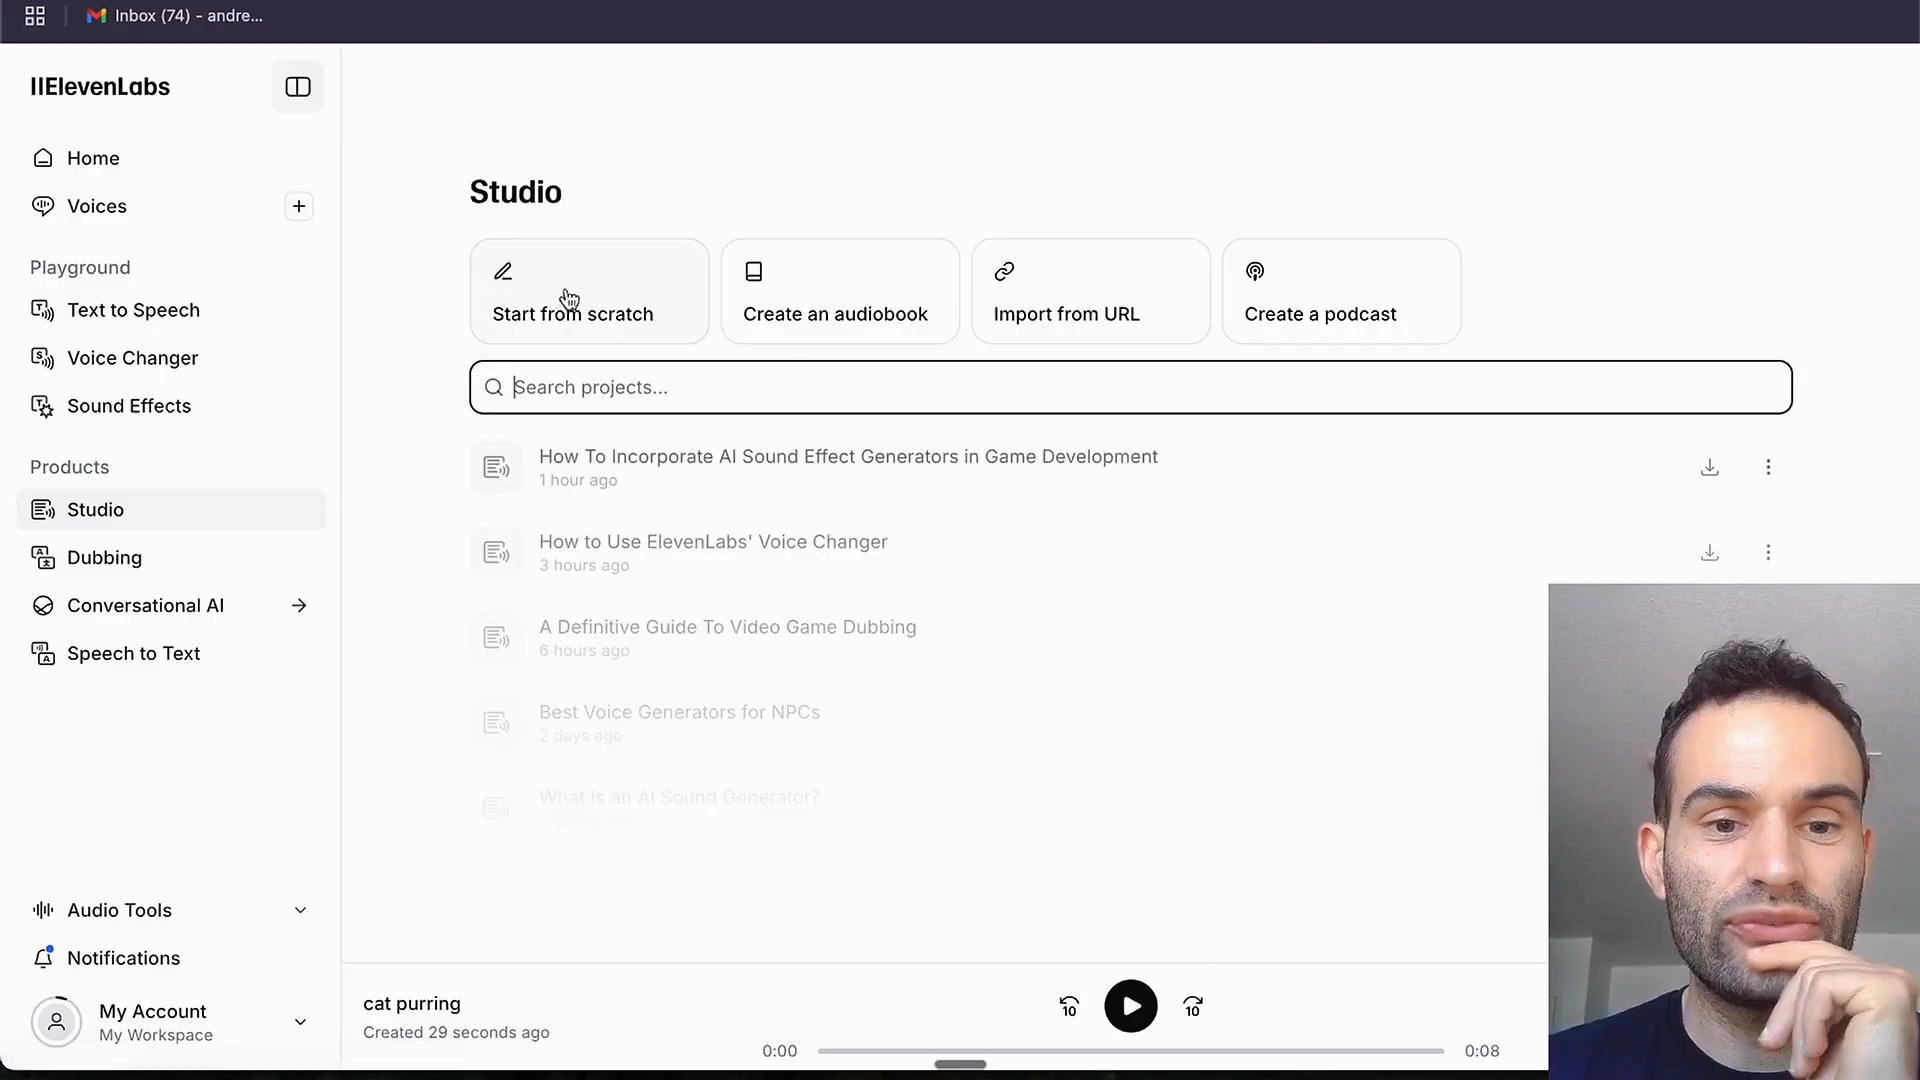 Inbox (74) - andre...
IIElevenLabs
Home
Voices
Playground
Text to Speech
Voice Changer
Sound Effects
Products
Studio
Dubbing
Conversational AI
Speech to Text
Audio Tools
Notifications
My Account
My Workspace
Studio
Start from scratch
Create an audiobook
Import from URL
Create a podcast
Search projects...
How To Incorporate AI Sound Effect Generators in Game Development
1 hour ago
How to Use ElevenLabs' Voice Changer
3 hours ago
A Definitive Guide To Video Game Dubbing
6 hours ago
Best Voice Generators for NPCs
2 days ago
What Is an AI Sound Generator?
cat purring
Created 29 seconds ago
10
10
0:00
0:08